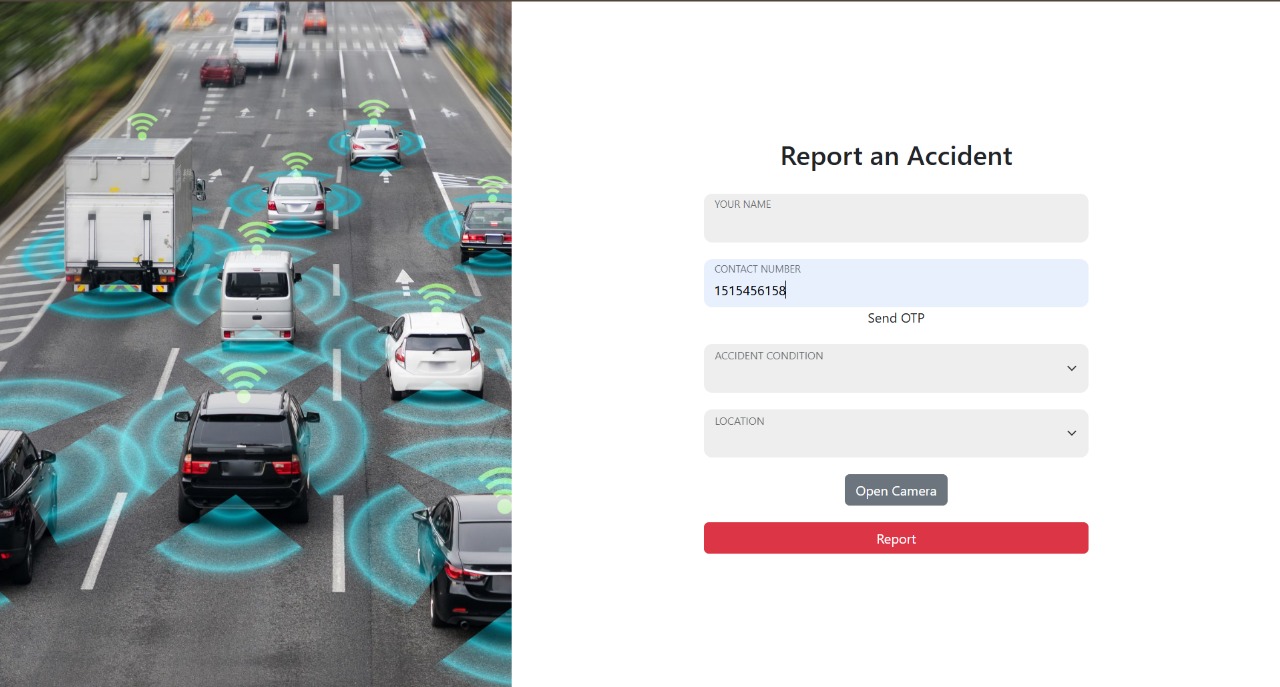 Report an Accident
YOUR NAME
CONTACT NUMBER
1515456158
Send OTP
ACCIDENT CONDITION
LOCATION
Open Camera
Report